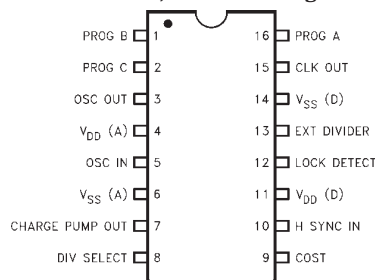 PROG B 1 16 PROG A
PROG C 2 15 CLK OUT
OSC OUT 3 14 VSS (D)
VDD (A) 4 13 EXT DIVIDER
OSC IN 5 12 LOCK DETECT
VSS (A) 6 11 VDD (D)
CHARGE PUMP OUT 7 10 H SYNC IN
DIV SELECT 8 9 COST